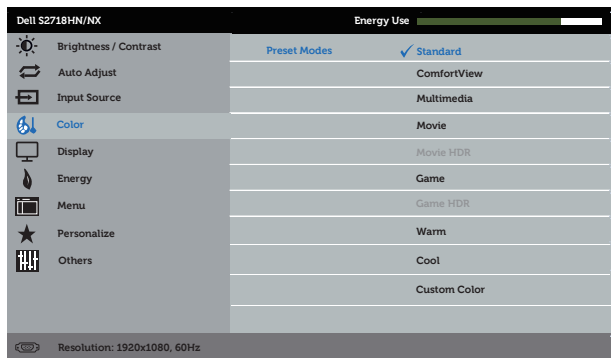 Dell S2718HN/NX Energy Use
Brightness / Contrast Preset Modes Standard
Auto Adjust ComfortView
Input Source Multimedia
Color Movie
Display Movie HDR
Energy Game
Menu Game HDR
Personalize Warm
Others Cool
Custom Color
Resolution: 1920x1080, 60Hz